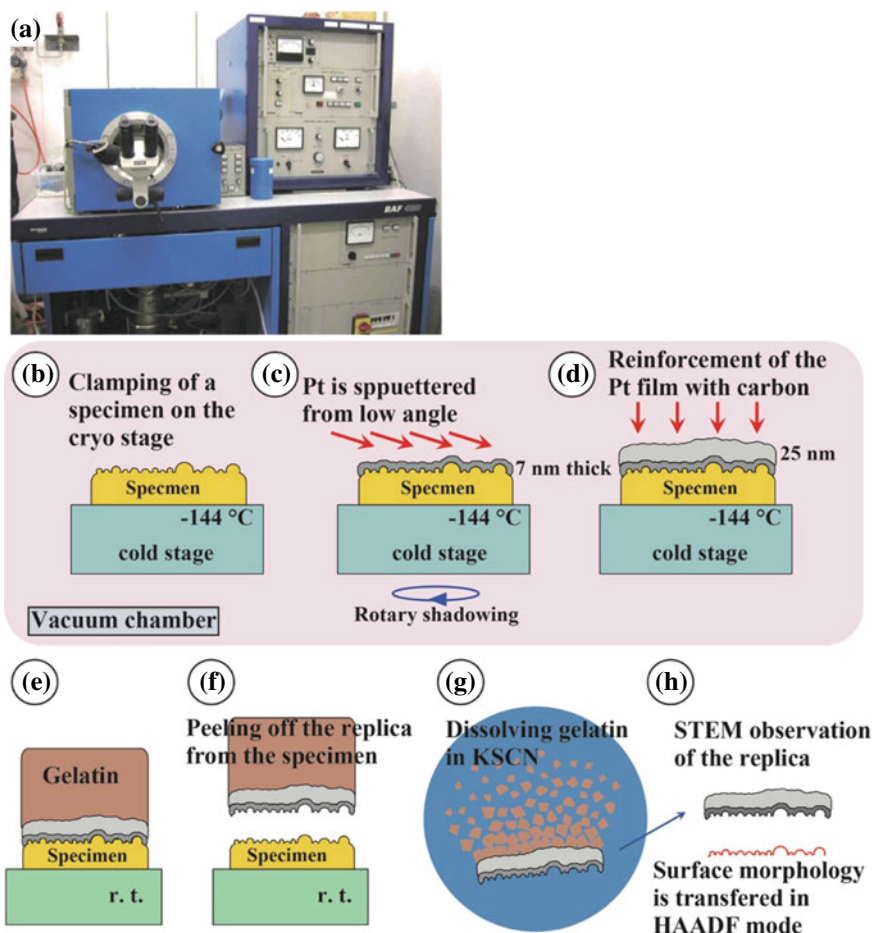 (a)
BAF 400
(b)
Clamping of a
specimen on the
cryo stage
Specmen
-144 °C
cold stage
(c)
Pt is sppuettered
from low angle
7 nm thick
Specimen
-144 °C
cold stage
Rotary shadowing
(d)
Reinforcement of the
Pt film with carbon
25 nm
Specimen
-144 °C
cold stage
Vacuum chamber
(e)
Gelatin
Specimen
r. t.
(f)
Peeling off the replica
from the specimen
Specimen
r. t.
(g)
Dissolving gelatin
in KSCN
(h)
STEM observation
of the replica
Surface morphology
is transfered in
HAADF mode